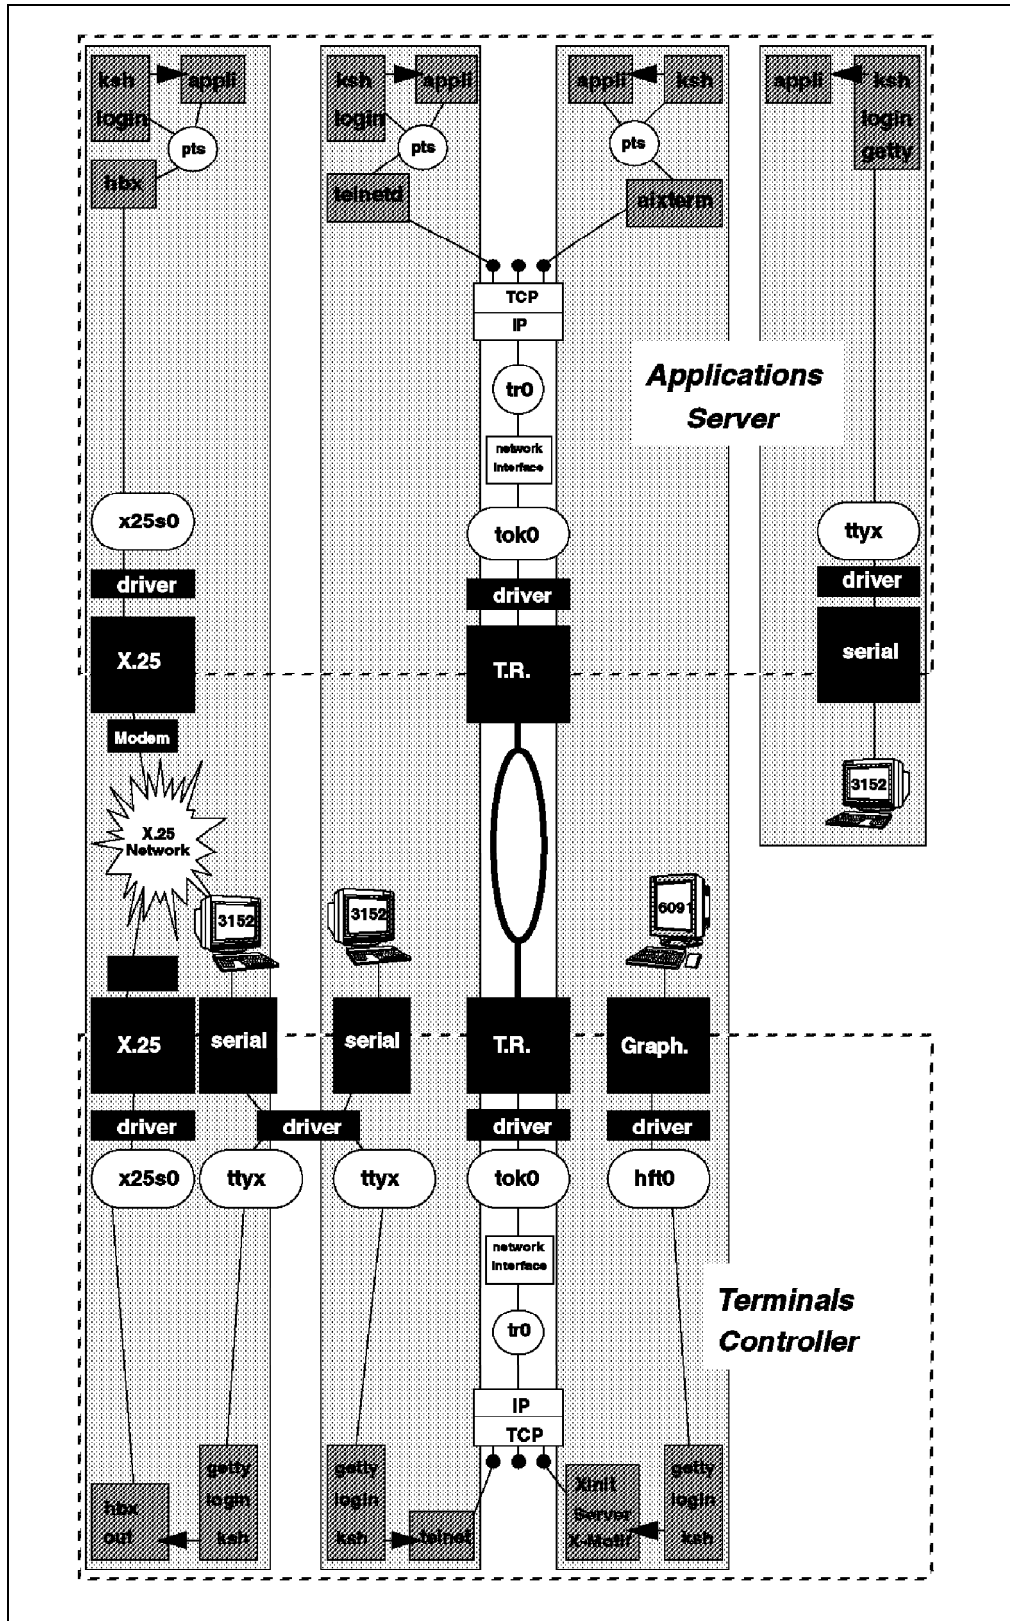 ksh
appli
login
pts
hbx
ksh
appli
login
pts
telnetd
appli
ksh
pts
aixterm
appli
ksh
login
getty
TCP
IP
tr0
network
interface
Applications
Server
x25s0
driver
X.25
Modem
tok0
driver
T.R.
ttyx
driver
serial
3152
X.25
Network
3152
3152
6091
X.25
serial
serial
T.R.
Graph.
driver
driver
driver
driver
x25s0
ttyx
ttyx
tok0
hft0
network
interface
tr0
IP
TCP
Terminals
Controller
hbx
out
getty
login
ksh
getty
login
ksh
telnet
Xinit
Server
X-Motif
getty
login
ksh